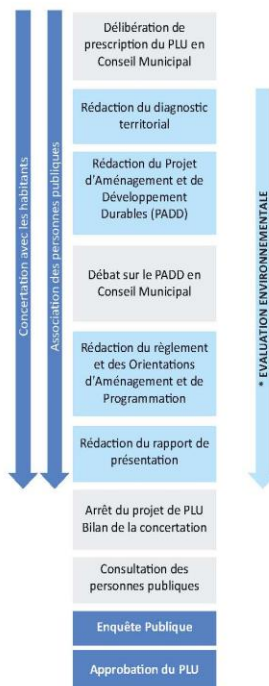 Délibération de
prescription du PLU en
Conseil Municipal
Rédaction du diagnostic
territorial
Rédaction du Projet
d'Aménagement et de
Développement
Durables (PADD)
Débat sur le PADD en
Conseil Municipal
Rédaction du règlement
et des Orientations
d'Aménagement et de
Programmation
Rédaction du rapport de
présentation
Arrêt du projet de PLU
Bilan de la concertation
Consultation des
personnes publiques
Enquête Publique
Approbation du PLU
Concertation avec les habitants
Association des personnes publiques
* EVALUATION ENVIRONNEMENTALE